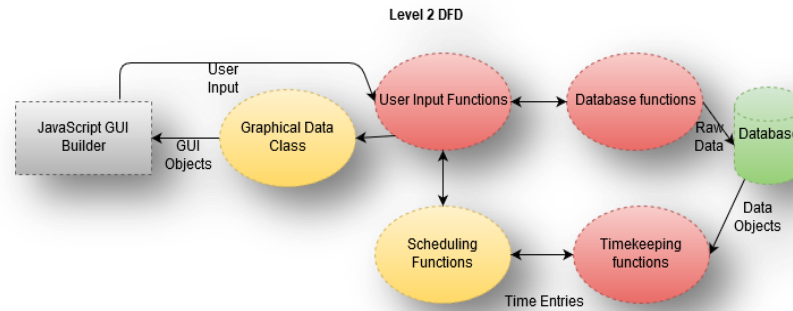 Level 2 DFD
User
Input
User Input Functions
Database functions
JavaScript GUI
Builder
GUI
Objects
Graphical Data
Class
Raw
Data
Database
Data
Objects
Scheduling
Functions
Timekeeping
functions
Time Entries